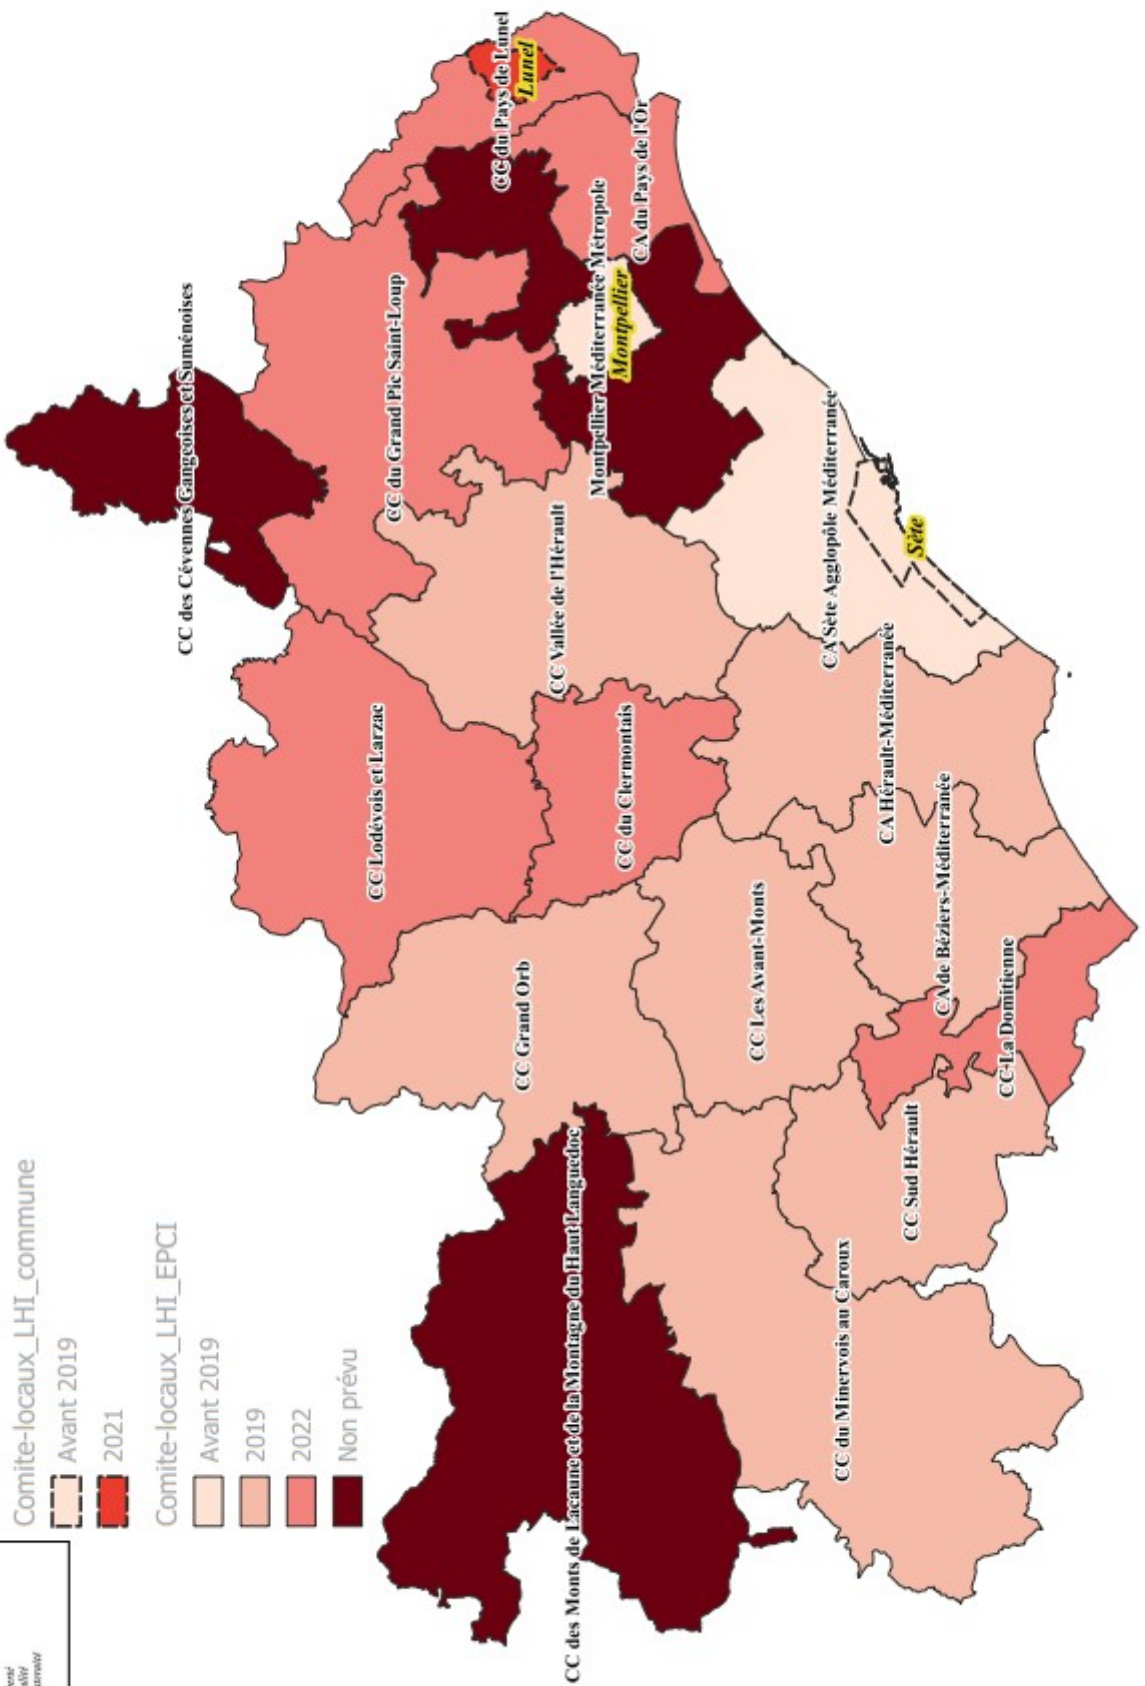 Comite-locaux_LHI_commune
Avant 2019
2021
Comite-locaux_LHI_EPCI
Avant 2019
2019
2022
Non prévu
CC des Cévennes Gangeoises et Suménoises
CC Lodévois et Larzac
CC du Grand Pic Saint-Loup
CC du Pays de Lunel
Lunel
CC Grand Orb
CC Vallée de l'Hérault
CC des Monts de Lacaune et de la Montagne du Haut Languedoc
Montpellier Méditerranée Métropole
Montpellier
CC du Clermontais
CA du Pays de l'Or
CC Les Avant-Monts
CA Sète Agglopôle Méditerranée
CC du Minervois au Caroux
CA Hérault-Méditerranée
CC Sud Hérault
Sète
CA de Béziers-Méditerranée
CC La Domitienne